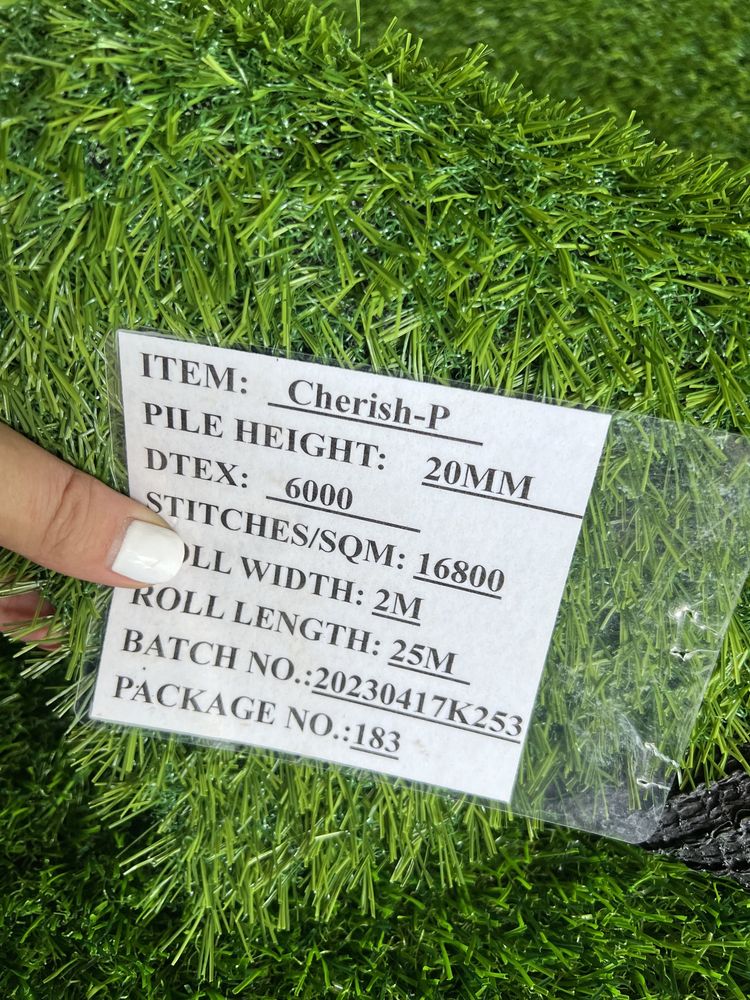 ITEM: Cherish-P
PILE HEIGHT: 20MM
DTEX: 6000
STITCHES/SQM: 16800
OLL WIDTH: 2M
ROLL LENGTH: 25M
BATCH NO.:20230417K253
PACKAGE NO.:183